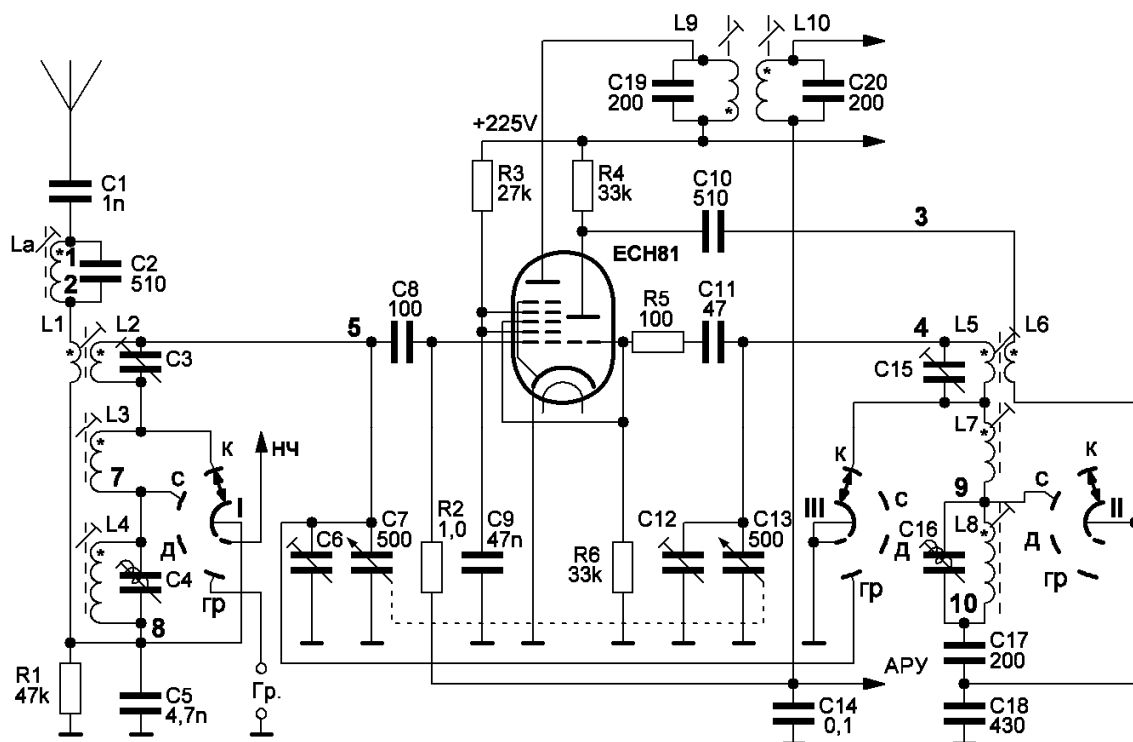 L9
L10
C19
200
C20
200
+225V
R3
27k
R4
33k
C10
510
3
C1
1n
La
*
1
2
C2
510
ECH81
C8
100
R5
100
C11
47
5
4
L1
L2
*
*
C3
L5
L6
*
*
C15
L3
*
К
НЧ
7
С
I
L4
*
Д
C4
ГР
8
C6
C7
500
R2
1,0
C9
47n
R6
33k
C12
C13
500
L7
*
К
К
III
С
Д
ГР
9
С
II
C16
L8
*
Д
ГР
10
R1
47k
C5
4,7n
Гр.
АРУ
C14
0,1
C17
200
C18
430